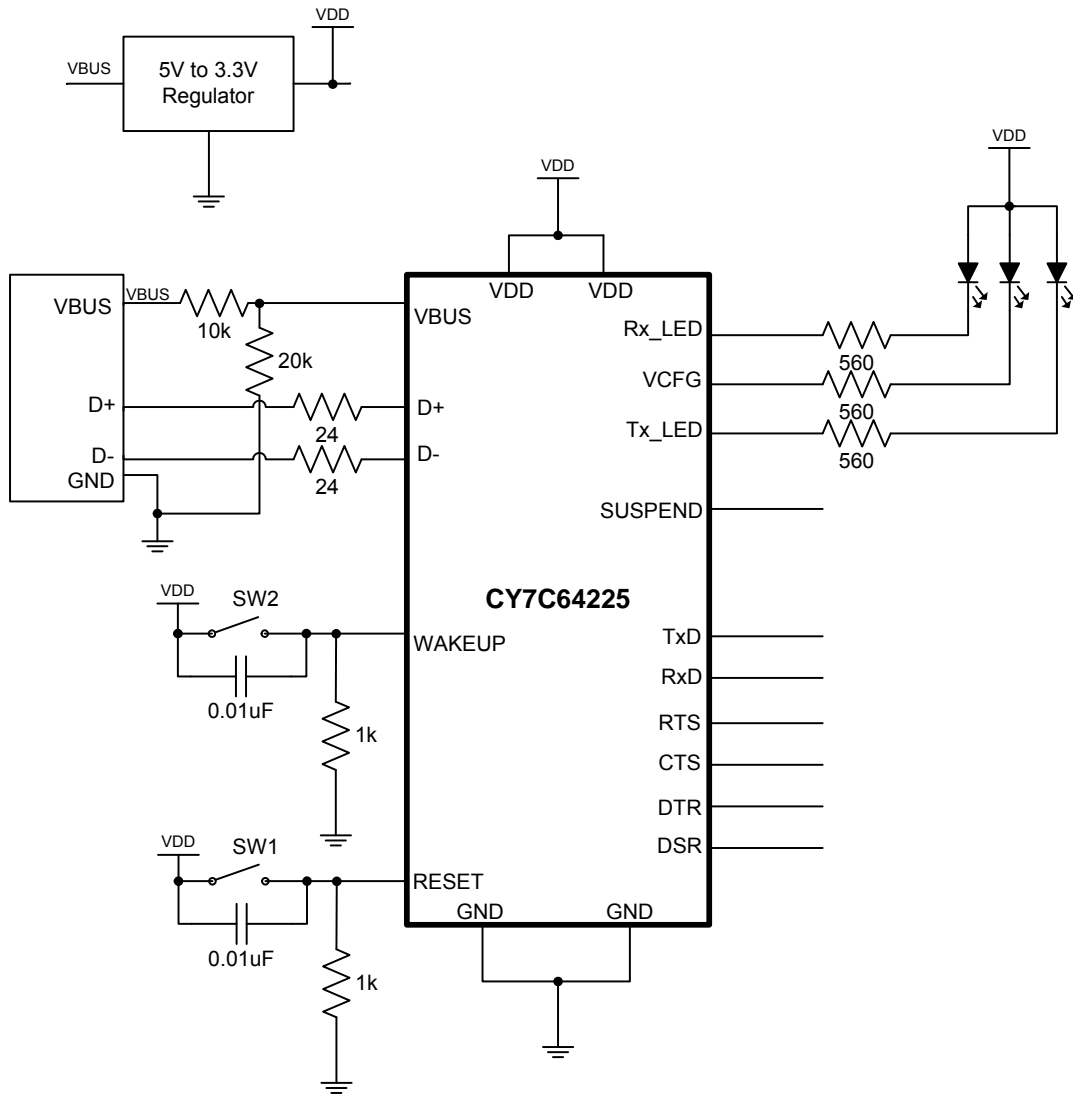 VDD
VBUS
5V to 3.3V
Regulator
VDD
VDD
VDD VDD
VBUS
VBUS
10k
20k
VBUS
D+
24
D+
D-
24
D-
GND
Rx_LED
560
VCFG
560
Tx_LED
560
SUSPEND
CY7C64225
VDD
SW2
0.01uF
WAKEUP
1k
TxD
RxD
RTS
CTS
DTR
DSR
VDD
SW1
0.01uF
RESET
1k
GND GND